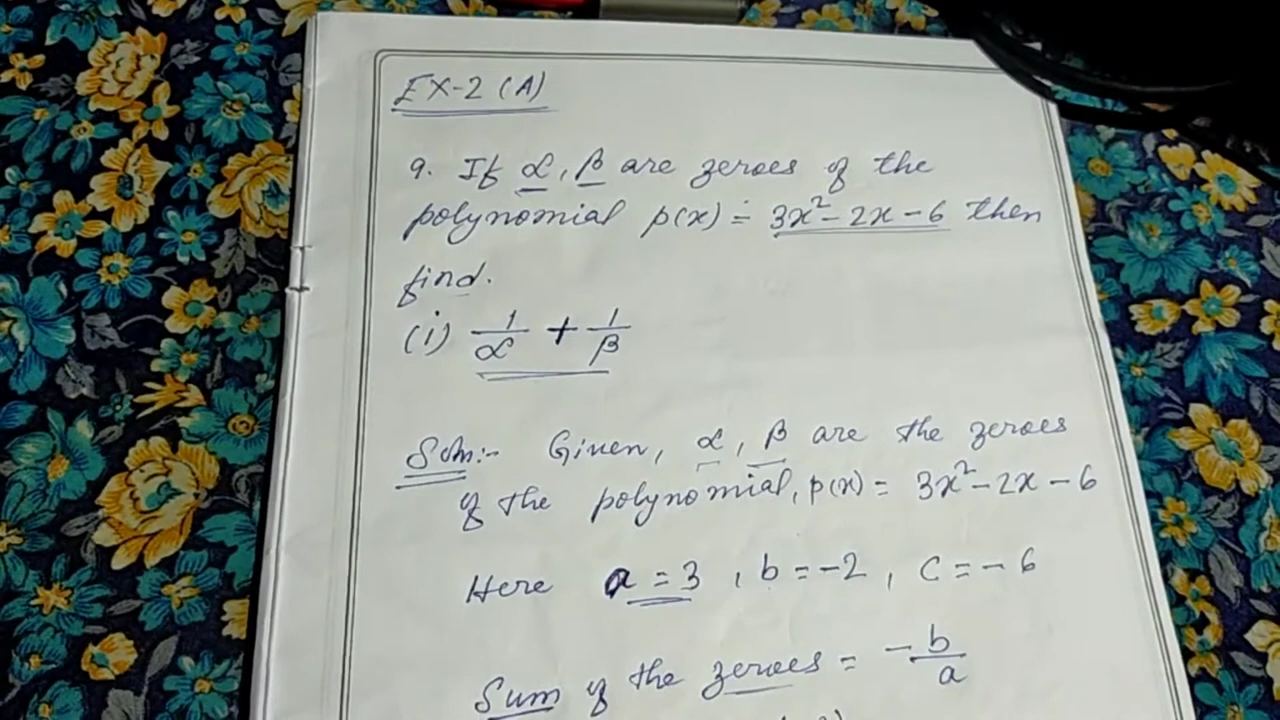 EX-2 (A)
9. If α, β are zeroes of the
polynomial p(x) = 3x² - 2x - 6 then
find.
(i) 1/α + 1/β
Soln:- Given, α, β are the zeroes
of the polynomial, p(x) = 3x² - 2x - 6
Here a = 3 , b = -2 , c = - 6
Sum of the zeroes = -b/a